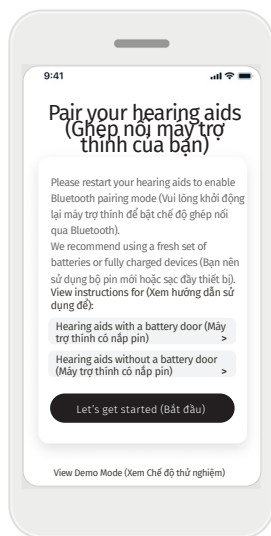 9:41
Pair your hearing aids
(Ghép nối máy trợ
thính của bạn)
Please restart your hearing aids to enable
Bluetooth pairing mode (Vui lòng khởi động
lại máy trợ thính để bật chế độ ghép nối
qua Bluetooth).
We recommend using a fresh set of
batteries or fully charged devices (Bạn nên
sử dụng bộ pin mới hoặc sạc đầy thiết bị).
View instructions for (Xem hướng dẫn sử
dụng để):
Hearing aids with a battery door (Máy
trợ thính có nắp pin) >
Hearing aids without a battery door
(Máy trợ thính có nắp pin) >
Let's get started (Bắt đầu)
View Demo Mode (Xem Chế độ thử nghiệm)